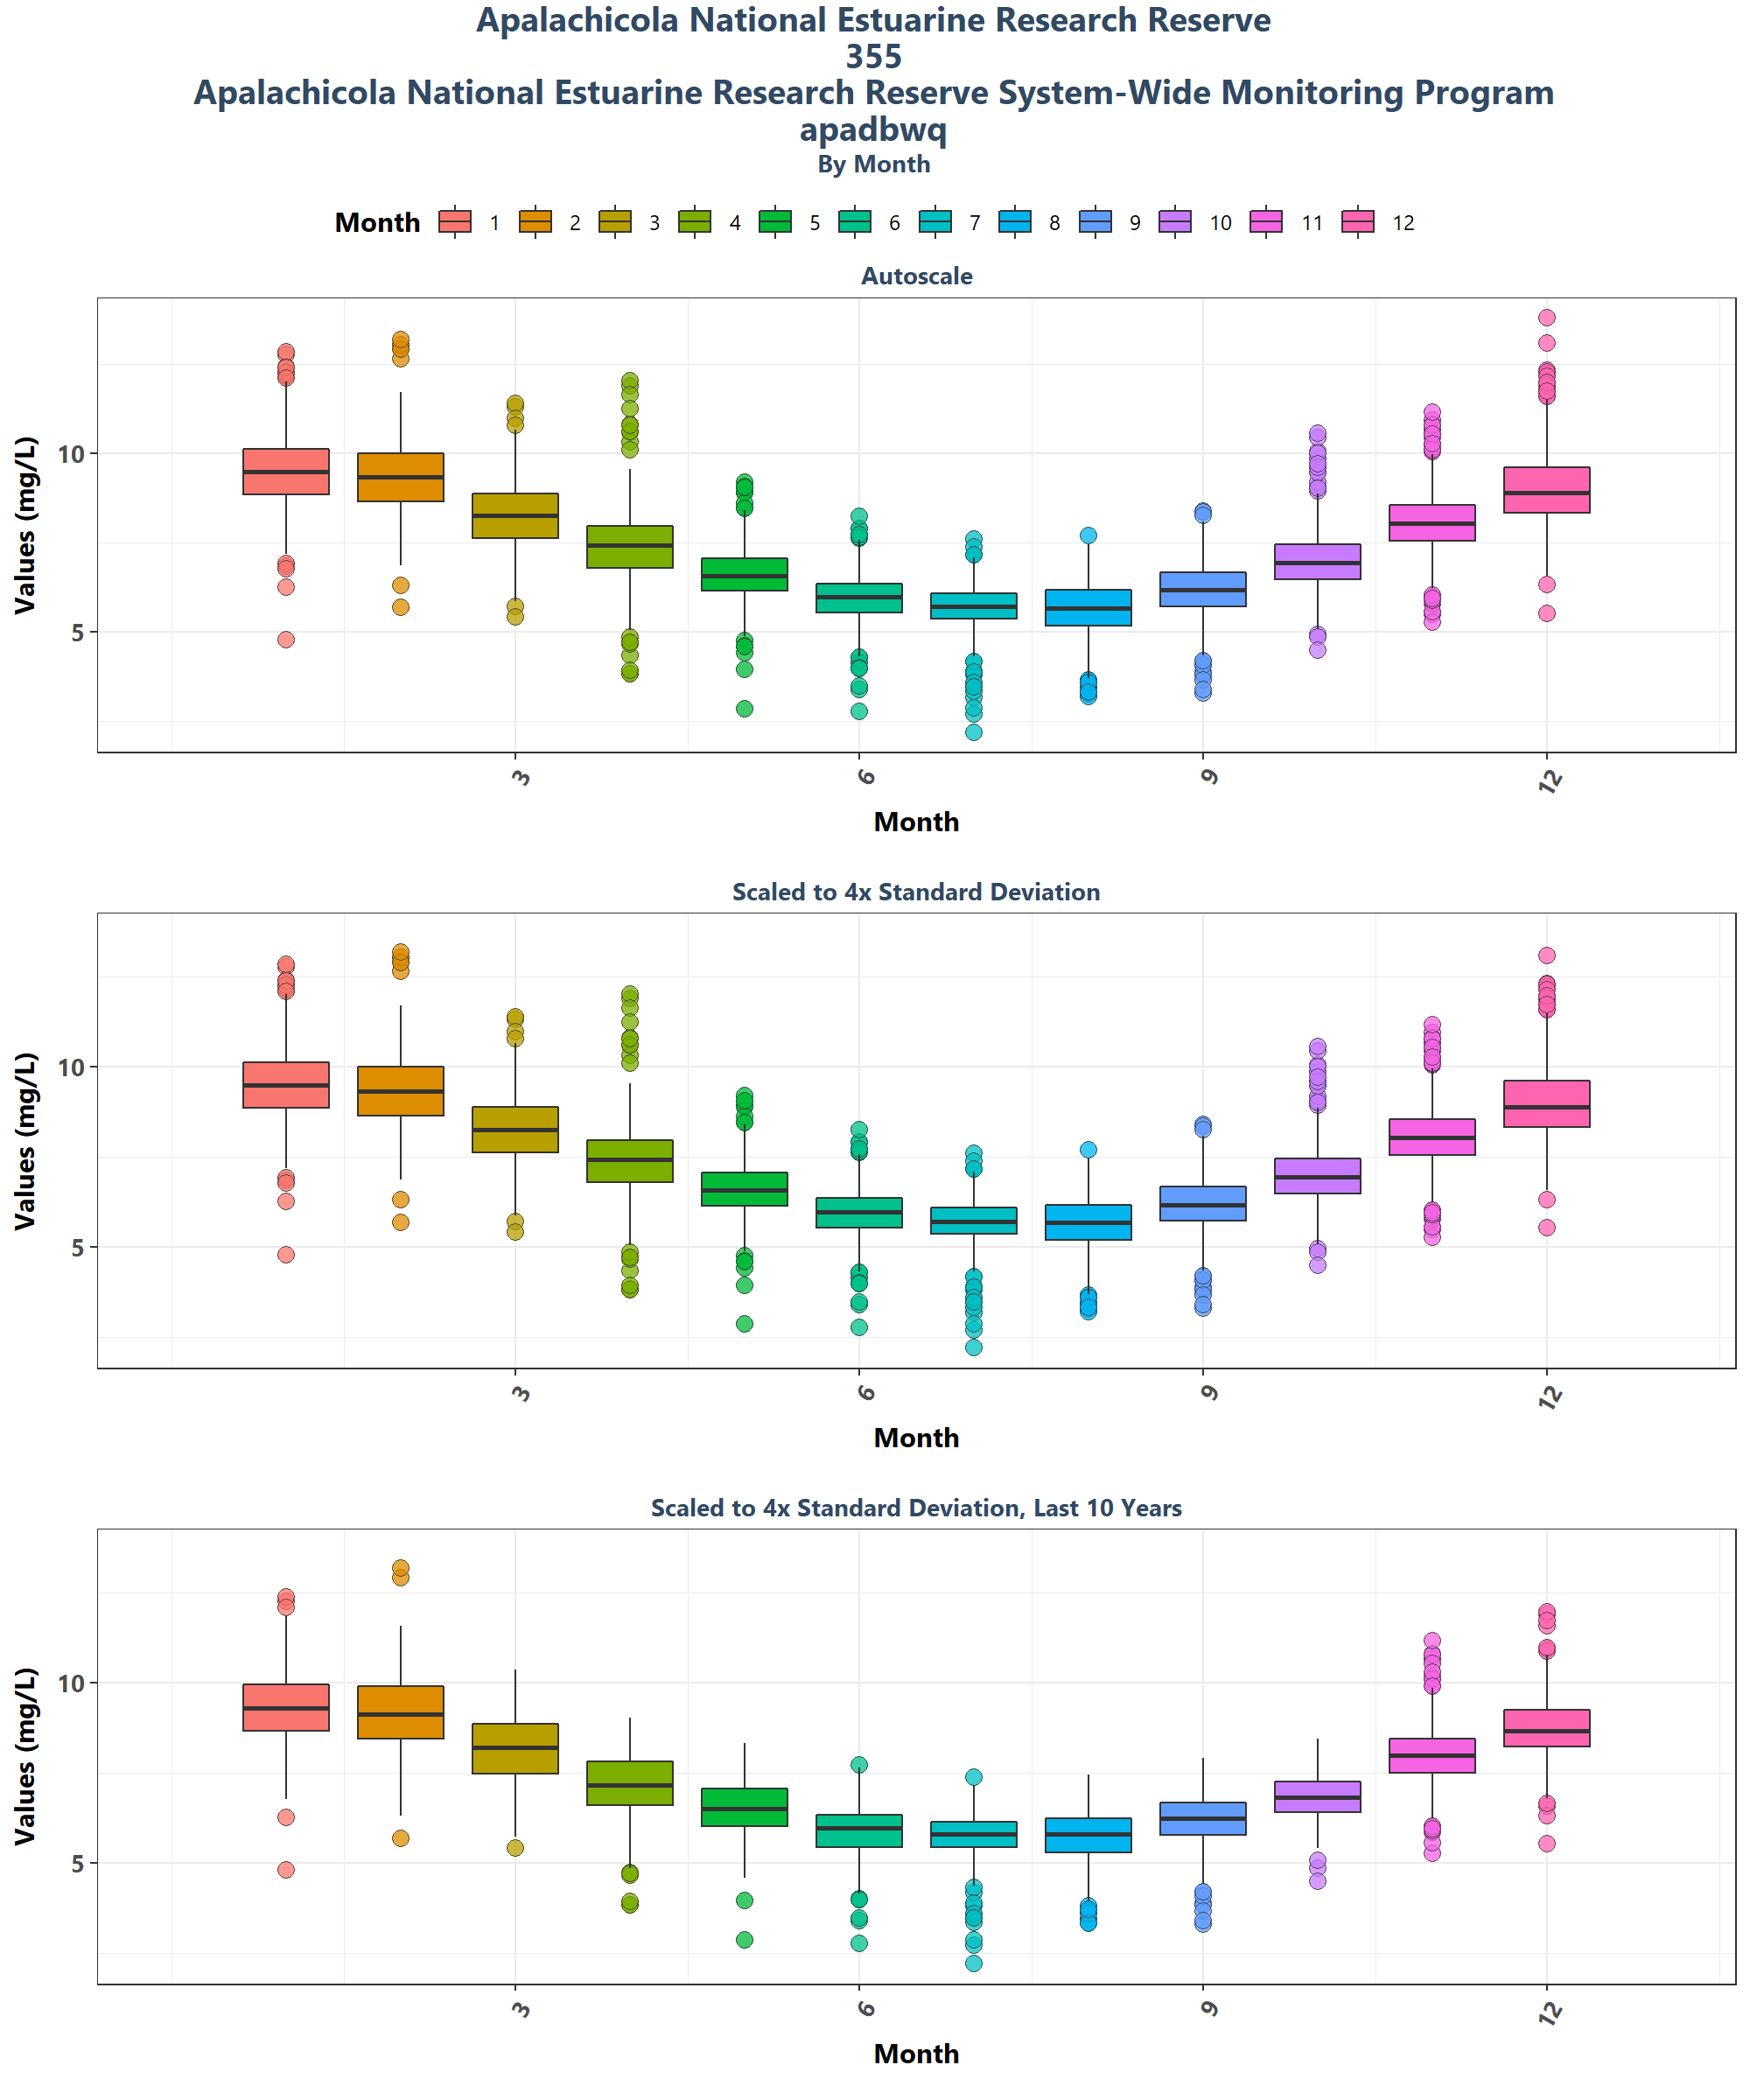 Apalachicola National Estuarine Research Reserve
355
Apalachicola National Estuarine Research Reserve System-Wide Monitoring Program
apadbwq
By Month
Month 1 2 3 4 5 6 7 8 9 10 11 12
Autoscale
Values (mg/L)
10
5
3 6 9 12
Month
Scaled to 4x Standard Deviation
Values (mg/L)
10
5
3 6 9 12
Month
Scaled to 4x Standard Deviation, Last 10 Years
Values (mg/L)
10
5
3 6 9 12
Month